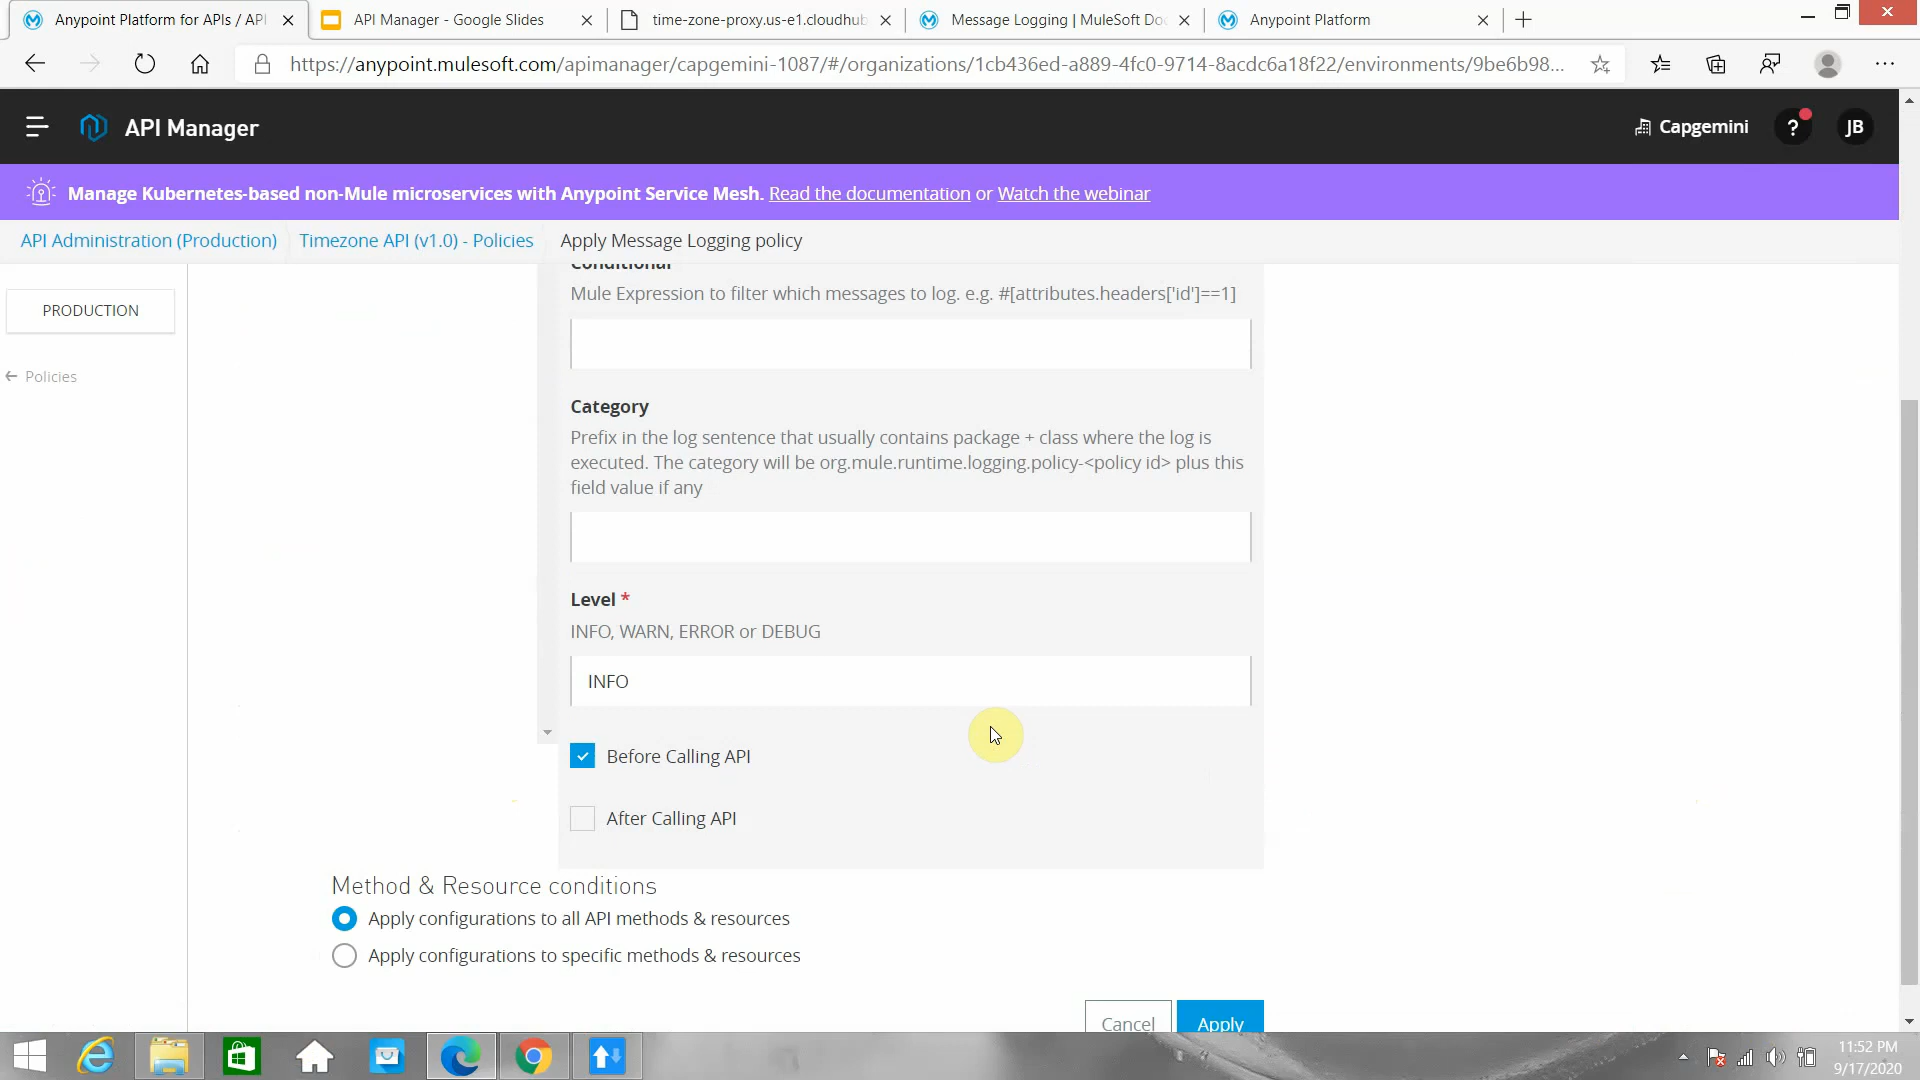 Anypoint Platform for APIs / API
API Manager - Google Slides
time-zone-proxy.us-e1.cloudhub
Message Logging | MuleSoft Do
Anypoint Platform
https://anypoint.mulesoft.com/apimanager/capgemini-1087/#/organizations/1cb436ed-a889-4fc0-9714-8acdc6a18f22/environments/9be6b98...
API Manager
Capgemini
?
JB
Manage Kubernetes-based non-Mule microservices with Anypoint Service Mesh. Read the documentation or Watch the webinar
API Administration (Production)
Timezone API (v1.0) - Policies
Apply Message Logging policy
PRODUCTION
Policies
Conditional
Mule Expression to filter which messages to log. e.g. #[attributes.headers['id']==1]
Category
Prefix in the log sentence that usually contains package + class where the log is
executed. The category will be org.mule.runtime.logging.policy-<policy id> plus this
field value if any
Level *
INFO, WARN, ERROR or DEBUG
INFO
Before Calling API
After Calling API
Method & Resource conditions
Apply configurations to all API methods & resources
Apply configurations to specific methods & resources
Cancel
Apply
11:52 PM
9/17/2020